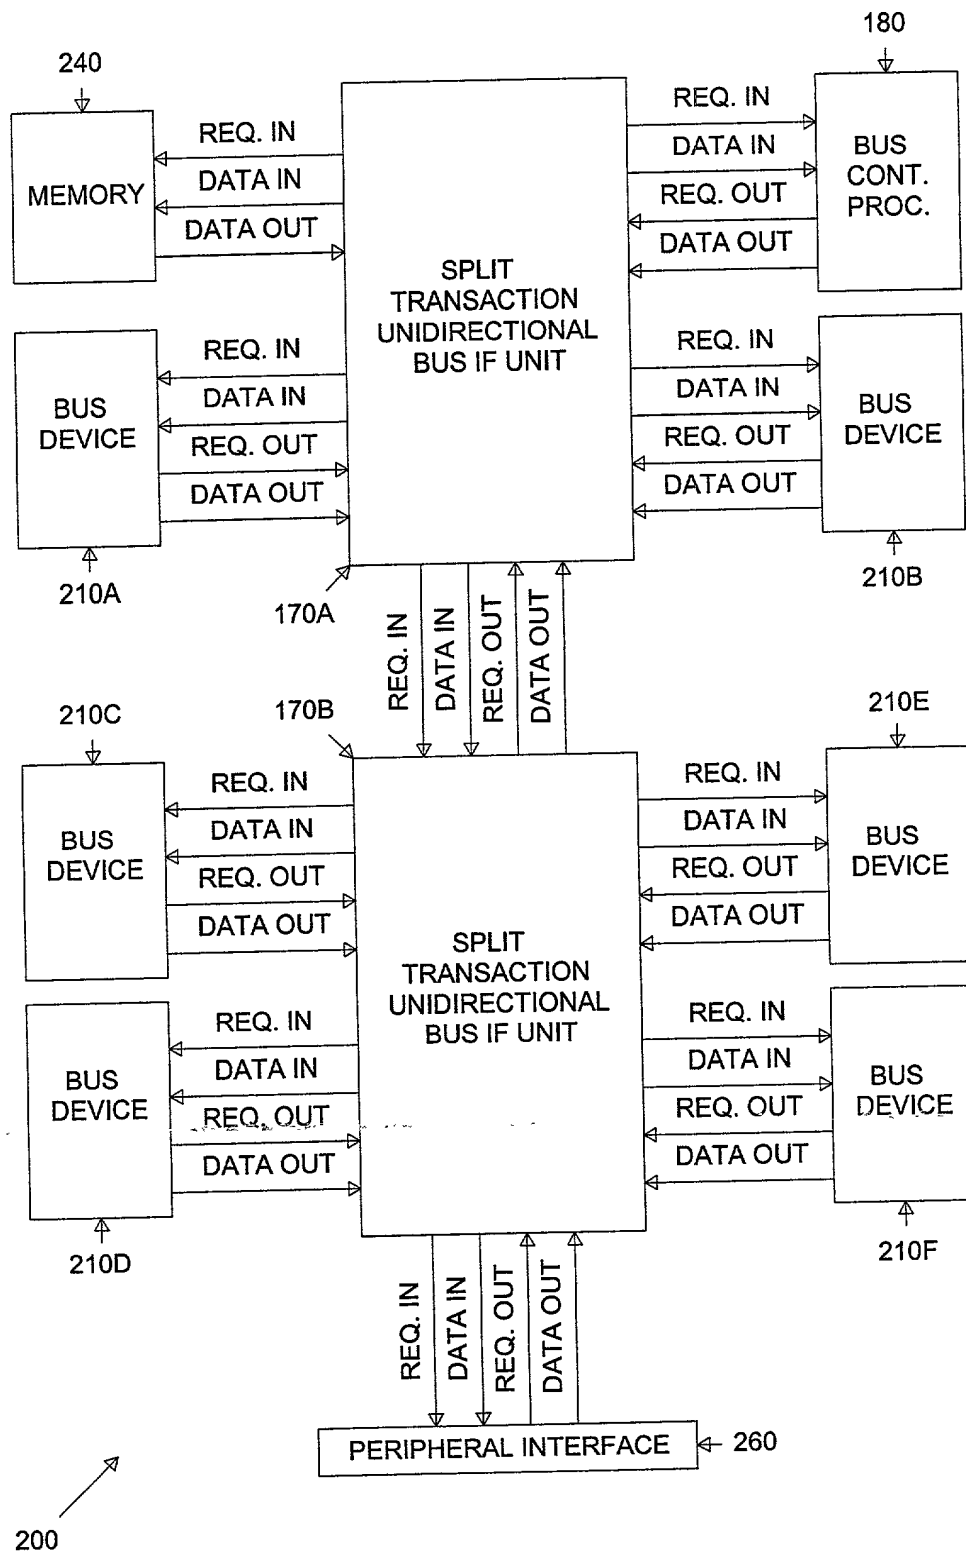 180
240
REQ. IN
DATA IN
DATA OUT
MEMORY
SPLIT
TRANSACTION
UNIDIRECTIONAL
BUS IF UNIT
REQ. IN
DATA IN
REQ. OUT
DATA OUT
BUS
CONT.
PROC.
BUS
DEVICE
REQ. IN
DATA IN
REQ. OUT
DATA OUT
REQ. IN
DATA IN
REQ. OUT
DATA OUT
BUS
DEVICE
210A
170A
210B
REQ. IN
DATA IN
REQ. OUT
DATA OUT
210C
170B
210E
BUS
DEVICE
REQ. IN
DATA IN
REQ. OUT
DATA OUT
SPLIT
TRANSACTION
UNIDIRECTIONAL
BUS IF UNIT
REQ. IN
DATA IN
REQ. OUT
DATA OUT
BUS
DEVICE
BUS
DEVICE
REQ. IN
DATA IN
REQ. OUT
DATA OUT
REQ. IN
DATA IN
REQ. OUT
DATA OUT
BUS
DEVICE
210D
210F
REQ. IN
DATA IN
REQ. OUT
DATA OUT
PERIPHERAL INTERFACE
260
200